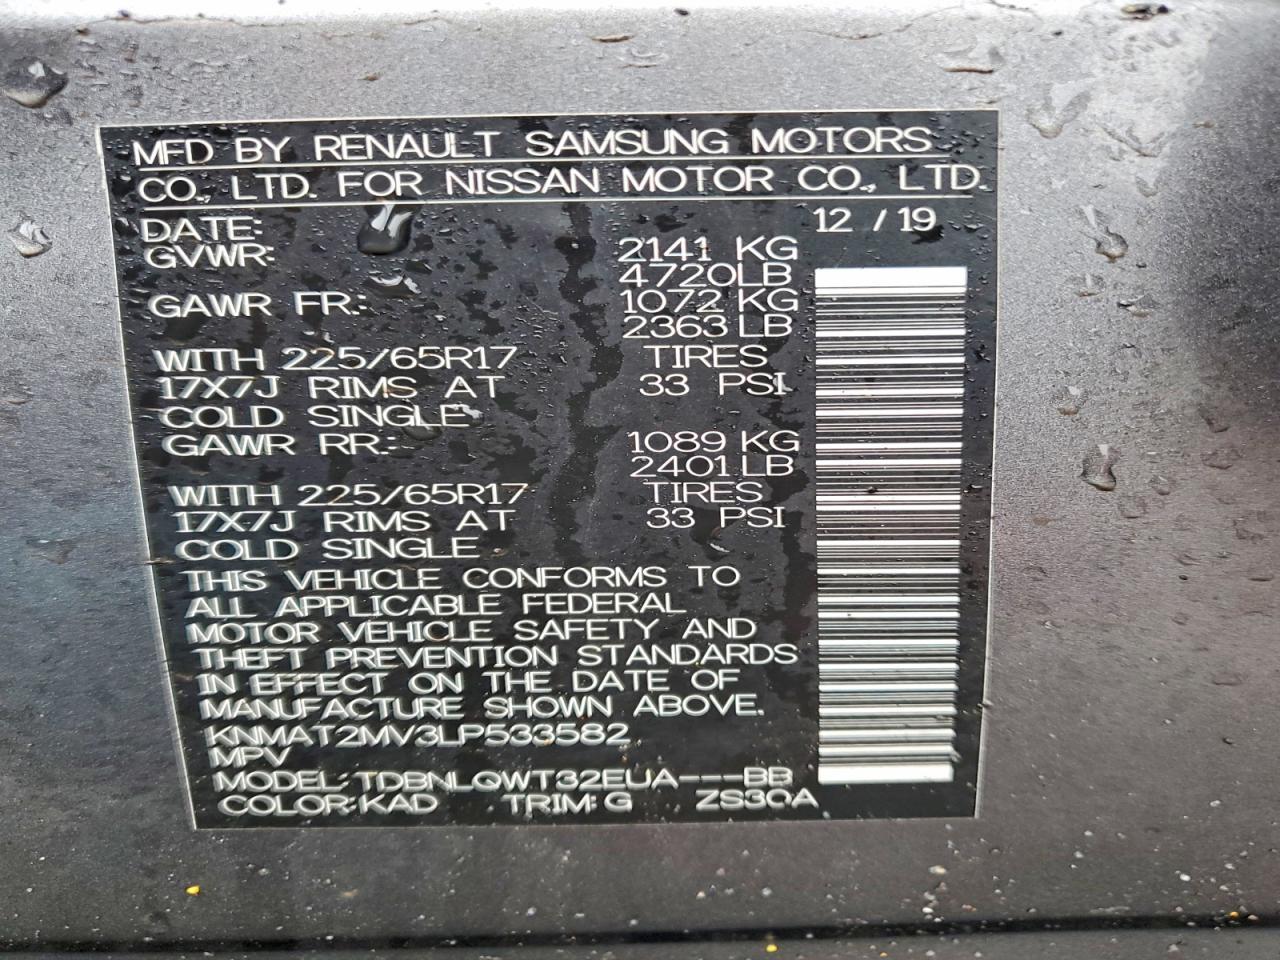 MFD BY RENAULT SAMSUNG MOTORS
CO., LTD. FOR NISSAN MOTOR CO., LTD.
DATE: 12 / 19
GVWR: 2141 KG
4720LB
GAWR FR.: 1072 KG
2363 LB
WITH 225/65R17 TIRES
17X7J RIMS AT 33 PSI
COLD SINGLE
GAWR RR.: 1089 KG
2401 LB
WITH 225/65R17 TIRES
17X7J RIMS AT 33 PSI
COLD SINGLE
THIS VEHICLE CONFORMS TO
ALL APPLICABLE FEDERAL
MOTOR VEHICLE SAFETY AND
THEFT PREVENTION STANDARDS
IN EFFECT ON THE DATE OF
MANUFACTURE SHOWN ABOVE.
KNMAT2MV3LP533582
MPV
MODEL: TDBNLQWT32EUA---BB
COLOR: KAD TRIM: G ZS30A